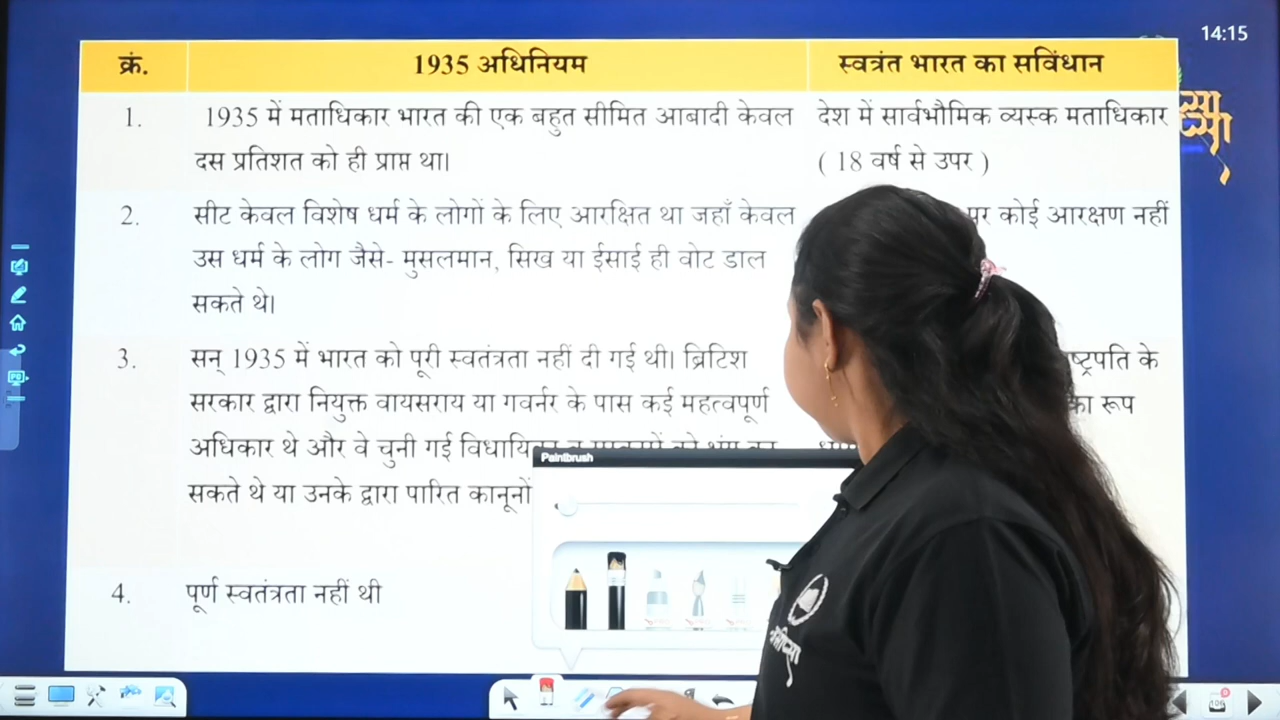 14:15
क्रं. 1935 अधिनियम स्वत्रंत भारत का सविंधान
1. 1935 में मताधिकार भारत की एक बहुत सीमित आबादी केवल देश में सार्वभौमिक व्यस्क मताधिकार
दस प्रतिशत को ही प्राप्त था। ( 18 वर्ष से उपर )
2. सीट केवल विशेष धर्म के लोगों के लिए आरक्षित था जहाँ केवल पर कोई आरक्षण नहीं
उस धर्म के लोग जैसे- मुसलमान, सिख या ईसाई ही वोट डाल
सकते थे।
3. सन् 1935 में भारत को पूरी स्वतंत्रता नहीं दी गई थी। ब्रिटिश के
सरकार द्वारा नियुक्त वायसराय या गवर्नर के पास कई महत्वपूर्ण का रूप
अधिकार थे और वे चुनी गई
सकते थे या उनके द्वारा पारित कानूनों
Paintbrush
4. पूर्ण स्वतंत्रता नहीं थी